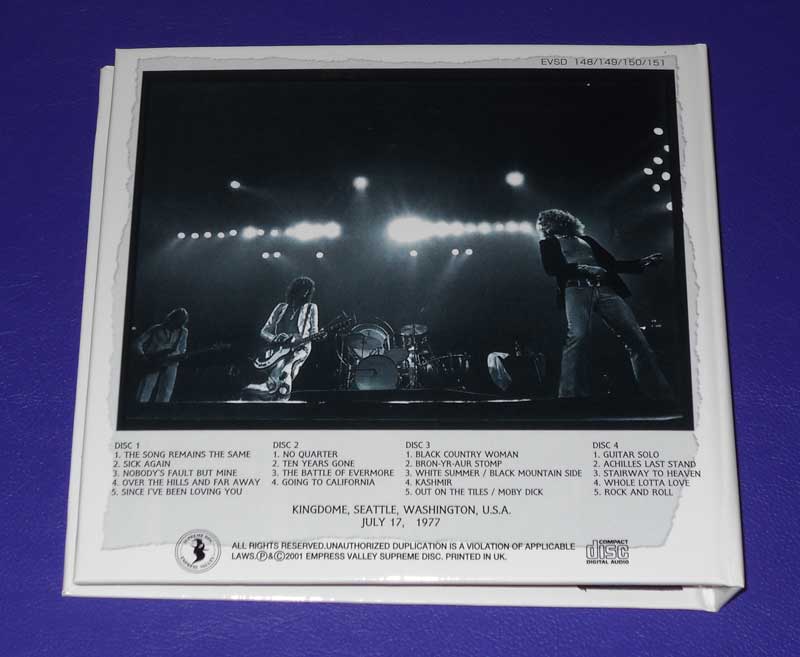 EVSD 148/149/150/151
DISC 1
1. THE SONG REMAINS THE SAME
2. SICK AGAIN
3. NOBODY'S FAULT BUT MINE
4. OVER THE HILLS AND FAR AWAY
5. SINCE I'VE BEEN LOVING YOU
DISC 2
1. NO QUARTER
2. TEN YEARS GONE
3. THE BATTLE OF EVERMORE
4. GOING TO CALIFORNIA
DISC 3
1. BLACK COUNTRY WOMAN
2. BRON-YR-AUR STOMP
3. WHITE SUMMER / BLACK MOUNTAIN SIDE
4. KASHMIR
5. OUT ON THE TILES / MOBY DICK
DISC 4
1. GUITAR SOLO
2. ACHILLES LAST STAND
3. STAIRWAY TO HEAVEN
4. WHOLE LOTTA LOVE
5. ROCK AND ROLL
KINGDOME, SEATTLE, WASHINGTON, U.S.A.
JULY 17, 1977
SUPREME DISC
EMPRESS VALLEY
ALL RIGHTS RESERVED.UNAUTHORIZED DUPLICATION IS A VIOLATION OF APPLICABLE
LAWS.Ⓟ&Ⓒ2001 EMPRESS VALLEY SUPREME DISC. PRINTED IN UK.
COMPACT
disc
DIGITAL AUDIO